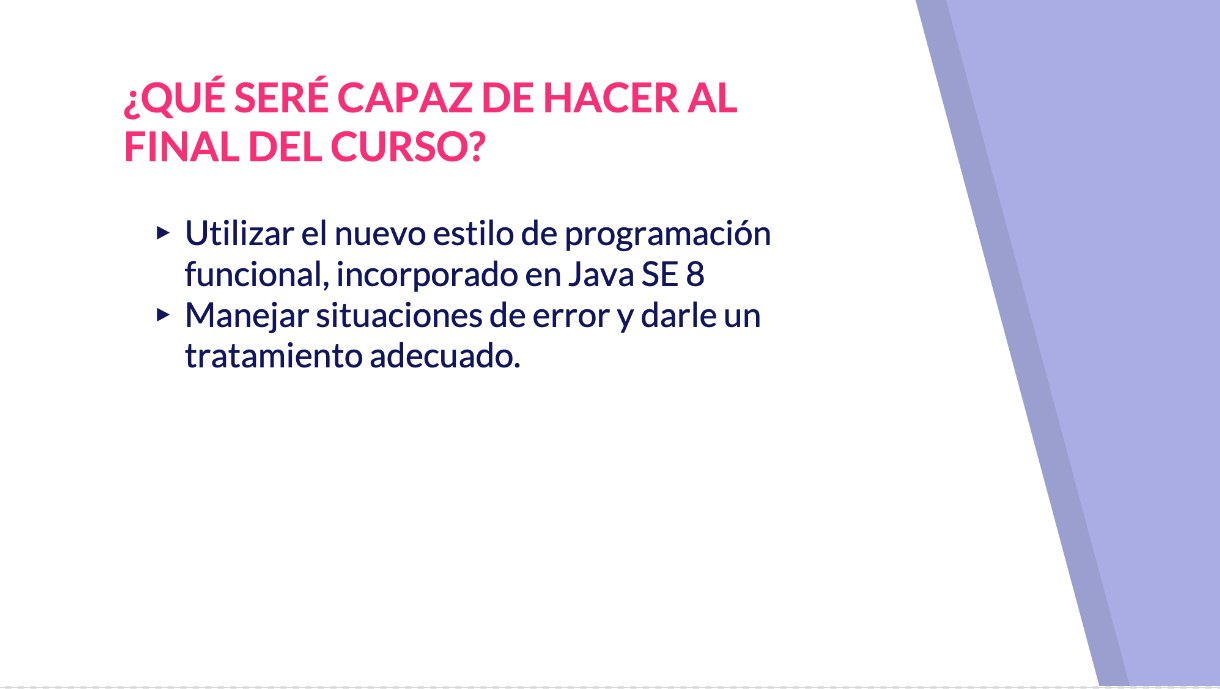 ¿QUÉ SERÉ CAPAZ DE HACER AL
FINAL DEL CURSO?
▸ Utilizar el nuevo estilo de programación
funcional, incorporado en Java SE 8
▸ Manejar situaciones de error y darle un
tratamiento adecuado.